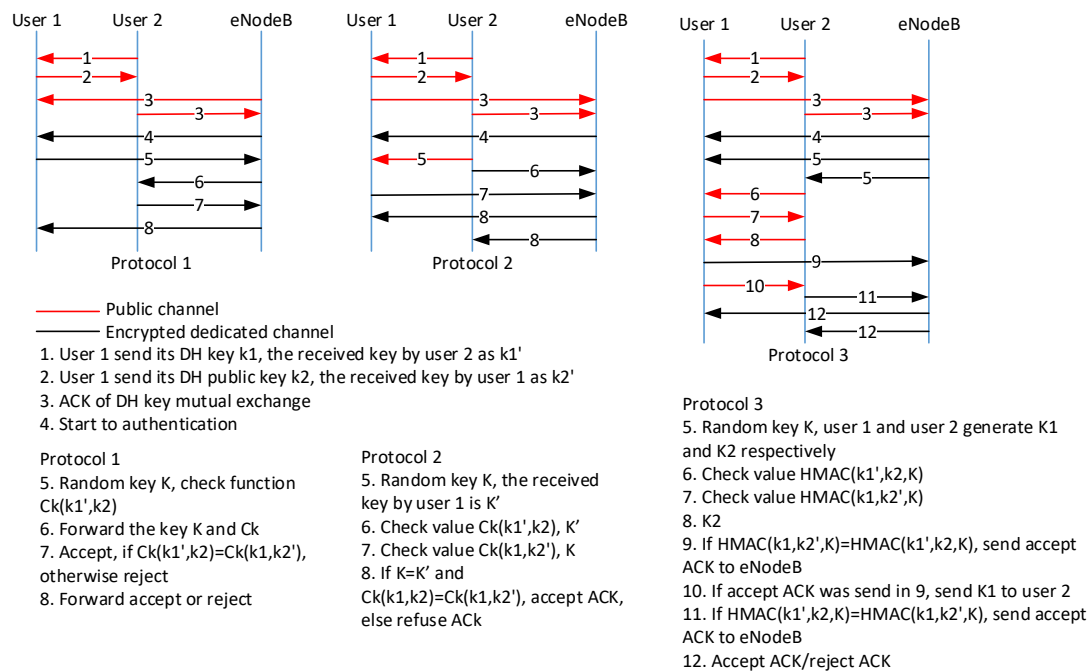 User 1 User 2 eNodeB
1
2
3
3
4
5
6
7
8
Protocol 1
User 1 User 2 eNodeB
1
2
3
3
4
5
6
7
8
8
Protocol 2
User 1 User 2 eNodeB
1
2
3
3
4
5
5
6
7
8
9
10
11
12
12
Protocol 3
Public channel
Encrypted dedicated channel
1. User 1 send its DH key k1, the received key by user 2 as k1'
2. User 1 send its DH public key k2, the received key by user 1 as k2'
3. ACK of DH key mutual exchange
4. Start to authentication
Protocol 1
5. Random key K, check function
Ck(k1',k2)
6. Forward the key K and Ck
7. Accept, if Ck(k1',k2)=Ck(k1,k2'),
otherwise reject
8. Forward accept or reject
Protocol 2
5. Random key K, the received
key by user 1 is K’
6. Check value Ck(k1',k2), K’
7. Check value Ck(k1,k2'), K
8. If K=K’ and
Ck(k1,k2)=Ck(k1,k2'), accept ACK,
else refuse ACk
Protocol 3
5. Random key K, user 1 and user 2 generate K1
and K2 respectively
6. Check value HMAC(k1',k2,K)
7. Check value HMAC(k1,k2',K)
8. K2
9. If HMAC(k1,k2',K)=HMAC(k1',k2,K), send accept
ACK to eNodeB
10. If accept ACK was send in 9, send K1 to user 2
11. If HMAC(k1',k2,K)=HMAC(k1,k2',K), send accept
ACK to eNodeB
12. Accept ACK/reject ACK